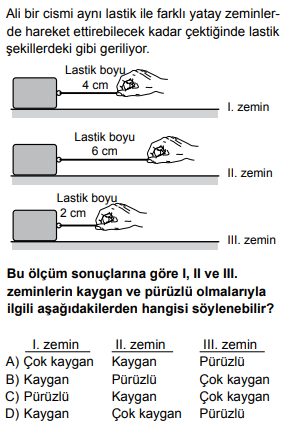 Ali bir cismi aynı lastik ile farklı yatay zeminler-
de hareket ettirebilecek kadar çektiğinde lastik
şekillerdeki gibi geriliyor.
Lastik boyu
4 cm
I. zemin
Lastik boyu
6 cm
II. zemin
Lastik boyu
2 cm
III. zemin
Bu ölçüm sonuçlarına göre I, II ve III.
zeminlerin kaygan ve pürüzlü olmalarıyla
ilgili aşağıdakilerden hangisi söylenebilir?
I. zemin II. zemin III. zemin
A) Çok kaygan Kaygan Pürüzlü
B) Kaygan Pürüzlü Çok kaygan
C) Pürüzlü Kaygan Çok kaygan
D) Kaygan Çok kaygan Pürüzlü